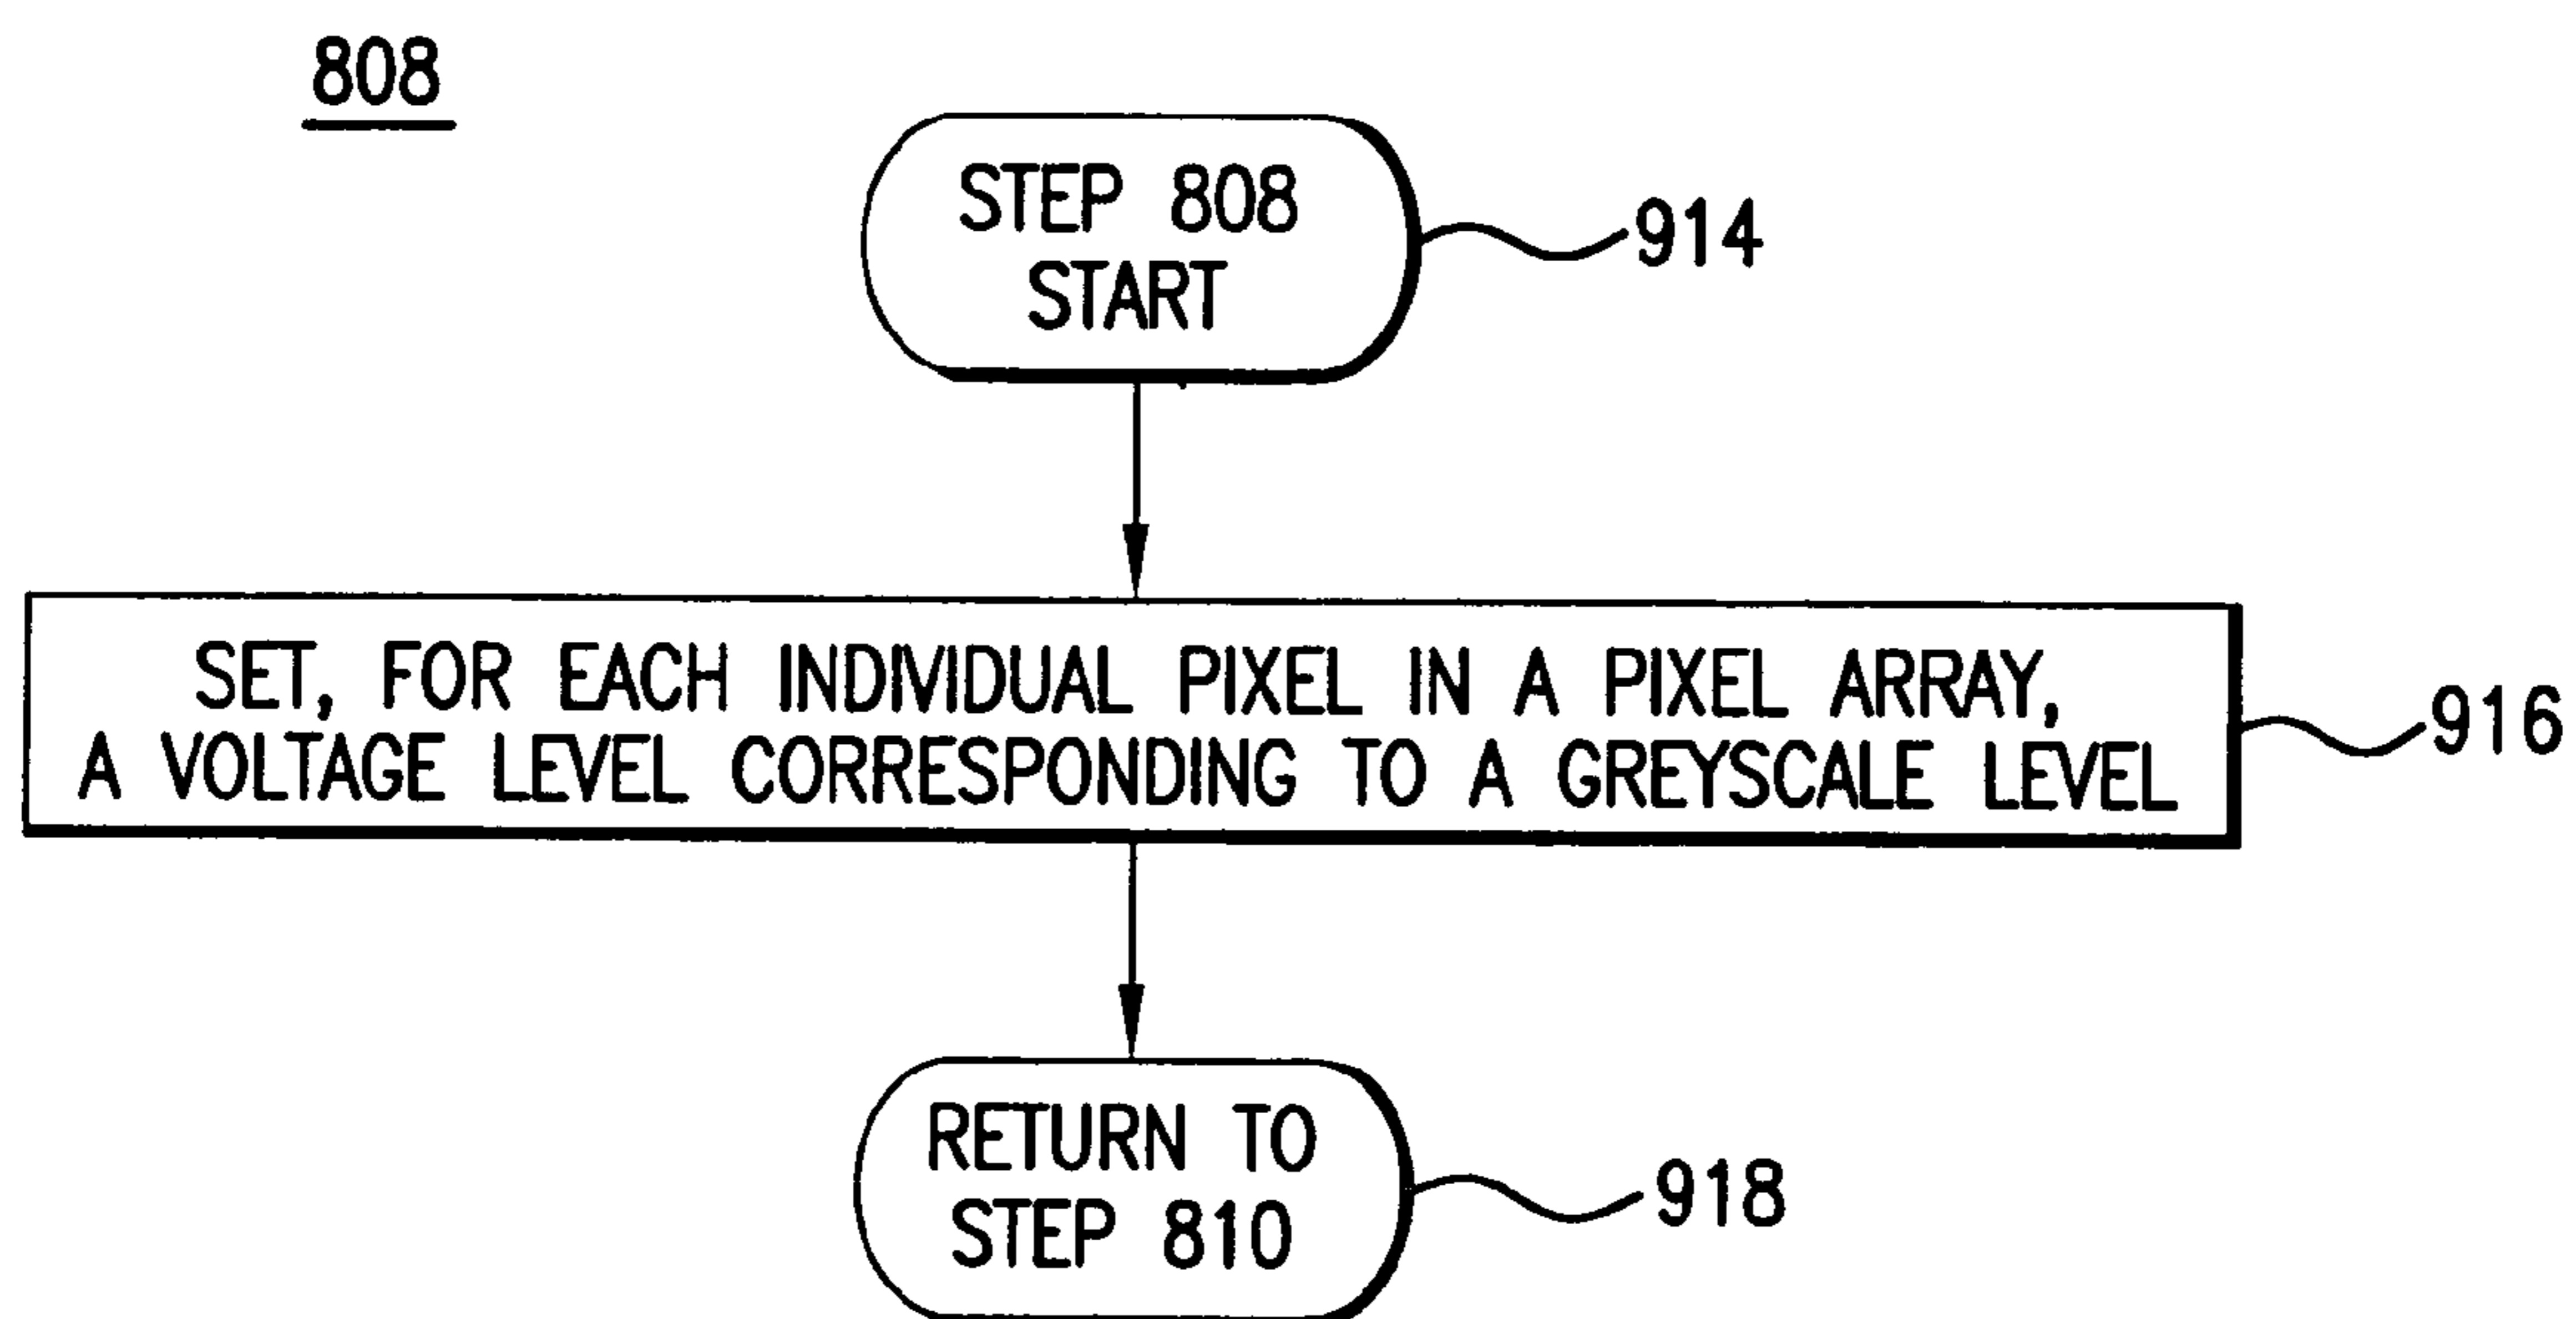 808
STEP 808
START
914
SET, FOR EACH INDIVIDUAL PIXEL IN A PIXEL ARRAY,
A VOLTAGE LEVEL CORRESPONDING TO A GREYSCALE LEVEL
916
RETURN TO
STEP 810
918